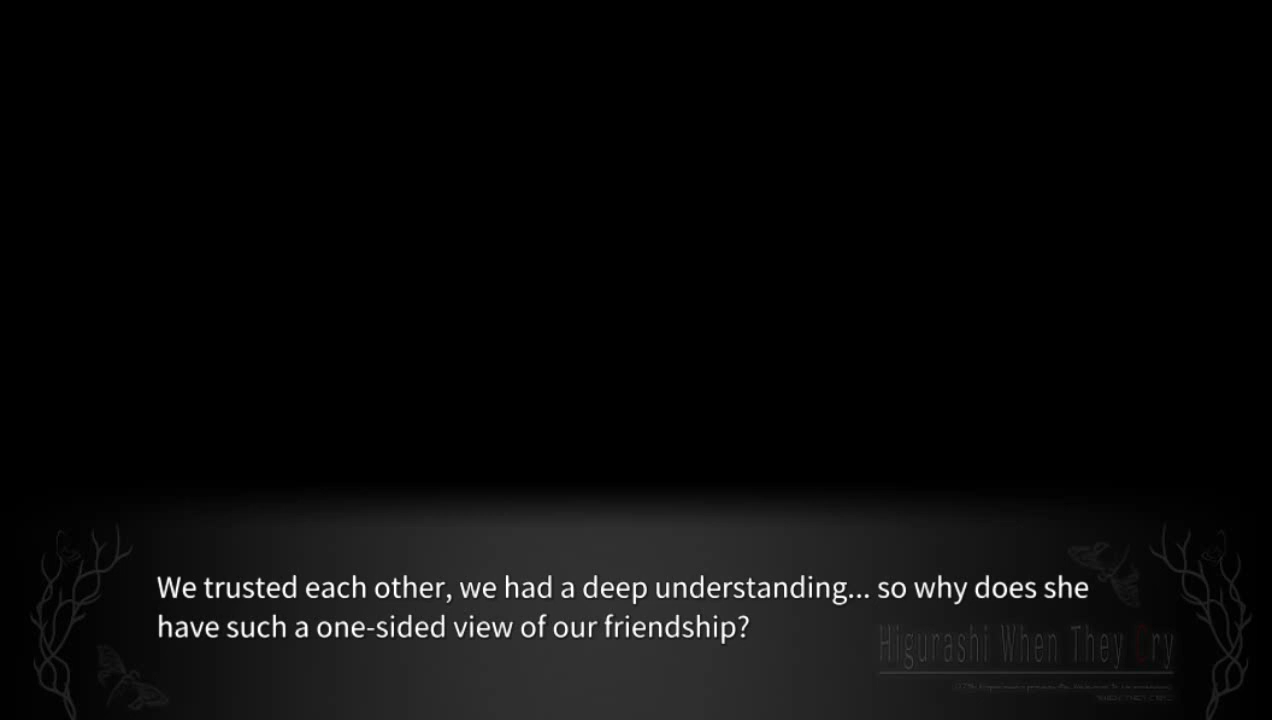 We trusted each other, we had a deep understanding... so why does she
have such a one-sided view of our friendship?
Higurashi When They Cry